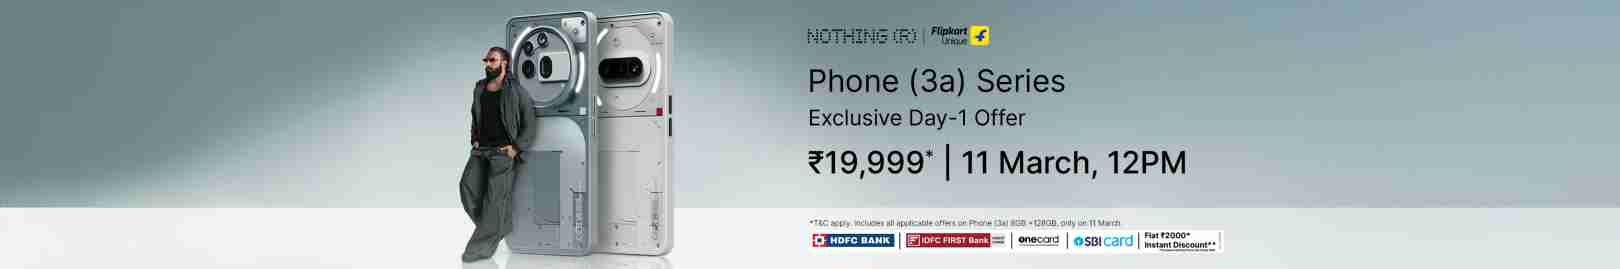 NOTHING (R) | Flipkart Unique
Phone (3a) Series
Exclusive Day-1 Offer
₹19,999* | 11 March, 12PM
*T&C apply. Includes all applicable offers on Phone (3a) 8GB +128GB, only on 11 March.
HDFC BANK | IDFC FIRST Bank | onecard | SBI card | Flat ₹2000*
Instant Discount**